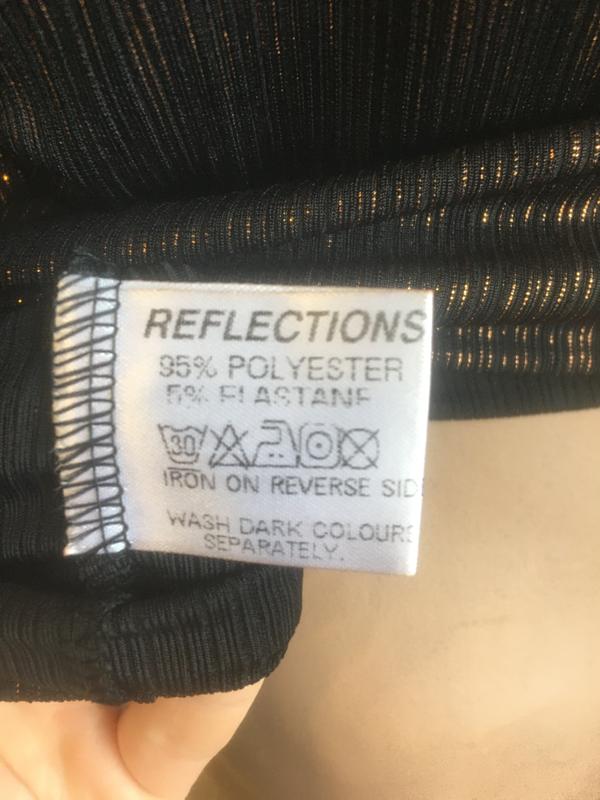 REFLECTIONS
95% POLYESTER
5% ELASTANE
30
IRON ON REVERSE SID
WASH DARK COLOURS
SEPARATELY.